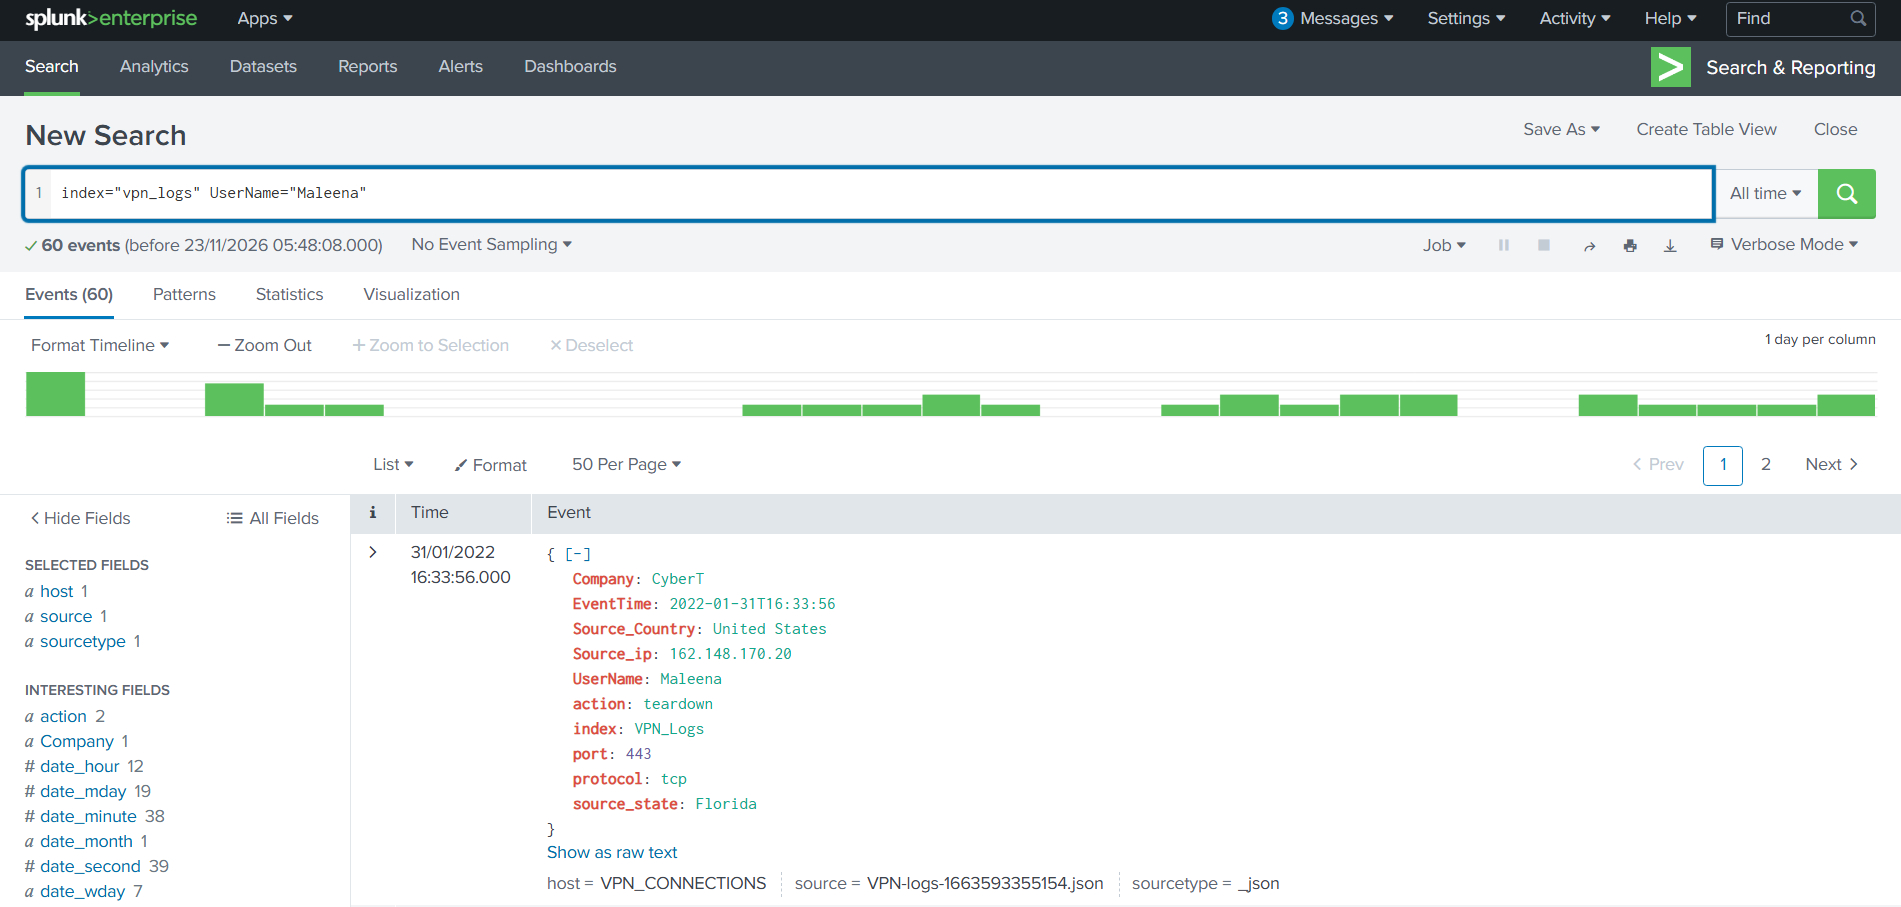 splunk>enterprise Apps 3 Messages Settings Activity Help Find
Search Analytics Datasets Reports Alerts Dashboards > Search & Reporting
New Search Save As Create Table View Close
1 index="vpn_logs" UserName="Maleena" All time
✓ 60 events (before 23/11/2026 05:48:08.000) No Event Sampling Job Verbose Mode
Events (60) Patterns Statistics Visualization
Format Timeline — Zoom Out + Zoom to Selection × Deselect 1 day per column
List Format 50 Per Page < Prev 1 2 Next >
< Hide Fields All Fields
SELECTED FIELDS
a host 1
a source 1
a sourcetype 1
INTERESTING FIELDS
a action 2
a Company 1
# date_hour 12
# date_mday 19
# date_minute 38
a date_month 1
# date_second 39
a date_wday 7
i Time Event
> 31/01/2022
16:33:56.000
{ [-]
Company: CyberT
EventTime: 2022-01-31T16:33:56
Source_Country: United States
Source_ip: 162.148.170.20
UserName: Maleena
action: teardown
index: VPN_Logs
port: 443
protocol: tcp
source_state: Florida
}
Show as raw text
host = VPN_CONNECTIONS source = VPN-logs-1663593355154.json sourcetype = _json